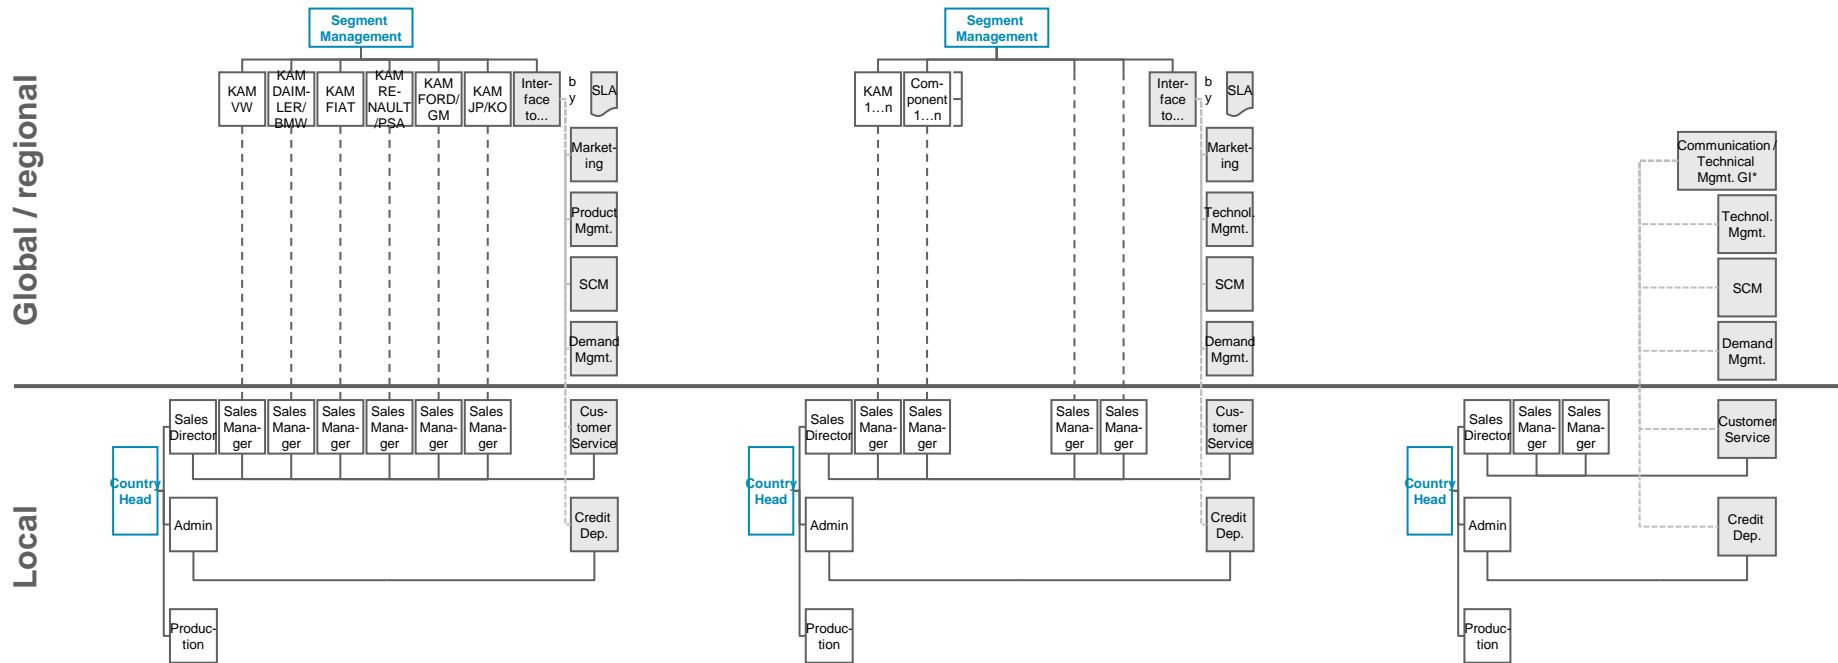 Global / regional
Local
Segment
Management
KAM
VW
KAM
DAIM-
LER/
BMW
KAM
FIAT
KAM
RE-
NAULT
/PSA
KAM
FORD/
GM
KAM
JP/KO
Inter-
face
to...
b
y
SLA
Market-
ing
Product
Mgmt.
SCM
Demand
Mgmt.
Sales
Director
Sales
Mana-
ger
Sales
Mana-
ger
Sales
Mana-
ger
Sales
Mana-
ger
Sales
Mana-
ger
Sales
Mana-
ger
Cus-
tomer
Service
Country
Head
Admin
Credit
Dep.
Produc-
tion
Segment
Management
KAM
1...n
Com-
ponent
1...n
Inter-
face
to...
b
y
SLA
Market-
ing
Technol.
Mgmt.
SCM
Demand
Mgmt.
Sales
Director
Sales
Mana-
ger
Sales
Mana-
ger
Sales
Mana-
ger
Sales
Mana-
ger
Cus-
tomer
Service
Country
Head
Admin
Credit
Dep.
Produc-
tion
Communication /
Technical
Mgmt. GI*
Technol.
Mgmt.
SCM
Demand
Mgmt.
Sales
Director
Sales
Mana-
ger
Sales
Mana-
ger
Customer
Service
Country
Head
Admin
Credit
Dep.
Produc-
tion